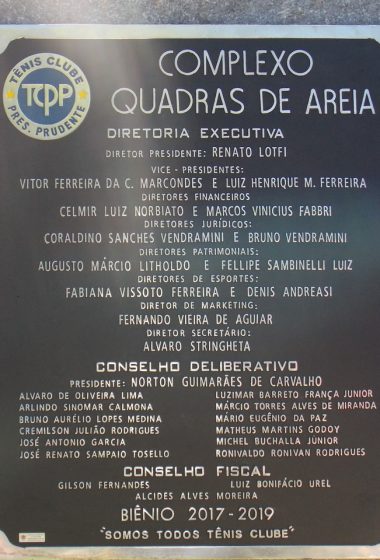 TÊNIS CLUBE
TCPP
PRES. PRUDENTE
COMPLEXO
QUADRAS DE AREIA
DIRETORIA EXECUTIVA
DIRETOR PRESIDENTE: RENATO LOTFI
VICE - PRESIDENTES:
VITOR FERREIRA DA C. MARCONDES E LUIZ HENRIQUE M. FERREIRA
DIRETORES FINANCEIROS
CELMIR LUIZ NORBIATO E MARCOS VINICIUS FABBRI
DIRETORES JURÍDICOS:
CORALDINO SANCHES VENDRAMINI E BRUNO VENDRAMINI
DIRETORES PATRIMONIAIS:
AUGUSTO MÁRCIO LITHOLDO E FELLIPE SAMBINELLI LUIZ
DIRETORES DE ESPORTES:
FABIANA VISSOTO FERREIRA E DENIS ANDREASI
DIRETOR DE MARKETING:
FERNANDO VIEIRA DE AGUIAR
DIRETOR SECRETÁRIO:
ALVARO STRINGHETA
CONSELHO DELIBERATIVO
PRESIDENTE: NORTON GUIMARÃES DE CARVALHO
ALVARO DE OLIVEIRA LIMA
ARLINDO SINOMAR CALMONA
BRUNO AURÉLIO LOPES MEDINA
CREMILSON JULIÃO RODRIGUES
JOSÉ ANTONIO GARCIA
JOSÉ RENATO SAMPAIO TOSELLO
LUZIMAR BARRETO FRANÇA JUNIOR
MÁRCIO TORRES ALVES DE MIRANDA
MÁRIO EUGÊNIO DA PAZ
MATHEUS MARTINS GODOY
MICHEL BUCHALLA JÚNIOR
RONIVALDO RONIVAN RODRIGUES
CONSELHO FISCAL
GILSON FERNANDES LUIZ BONIFÁCIO UREL
ALCIDES ALVES MOREIRA
BIÊNIO 2017 - 2019
"SOMOS TODOS TÊNIS CLUBE"